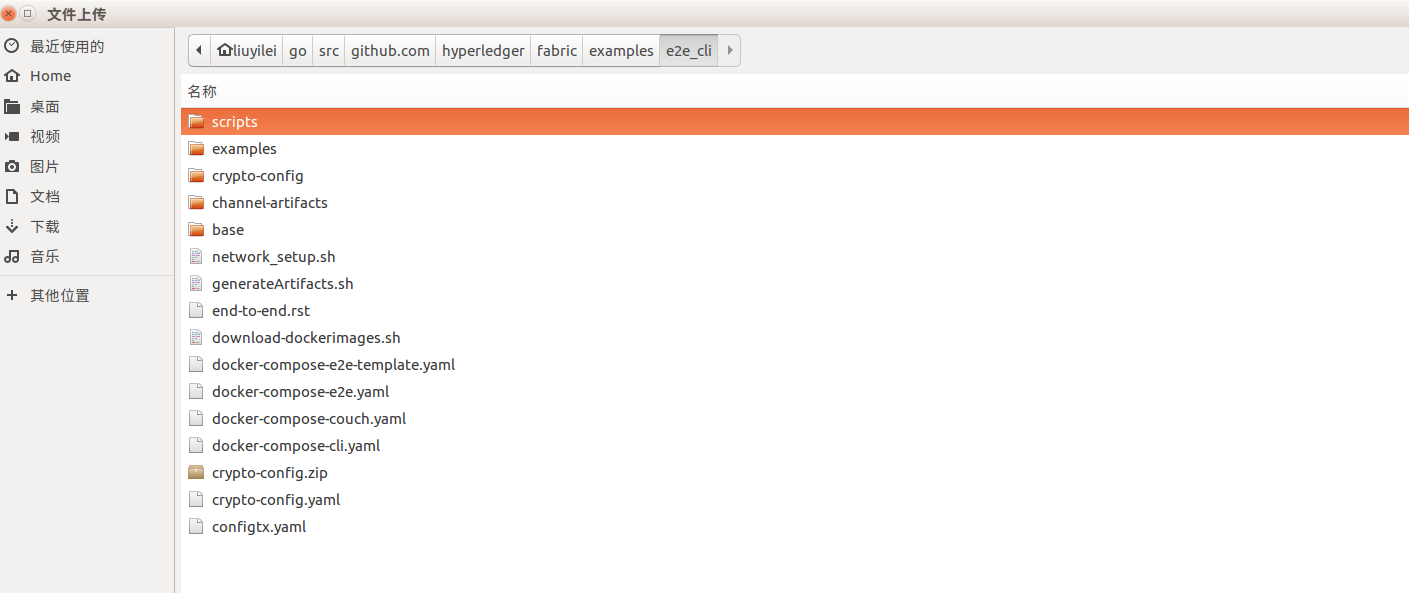 文件上传
最近使用的
Home
桌面
视频
图片
文档
下载
音乐
其他位置
liuyilei go src github.com hyperledger fabric examples e2e_cli
名称
scripts
examples
crypto-config
channel-artifacts
base
network_setup.sh
generateArtifacts.sh
end-to-end.rst
download-dockerimages.sh
docker-compose-e2e-template.yaml
docker-compose-e2e.yaml
docker-compose-couch.yaml
docker-compose-cli.yaml
crypto-config.zip
crypto-config.yaml
configtx.yaml